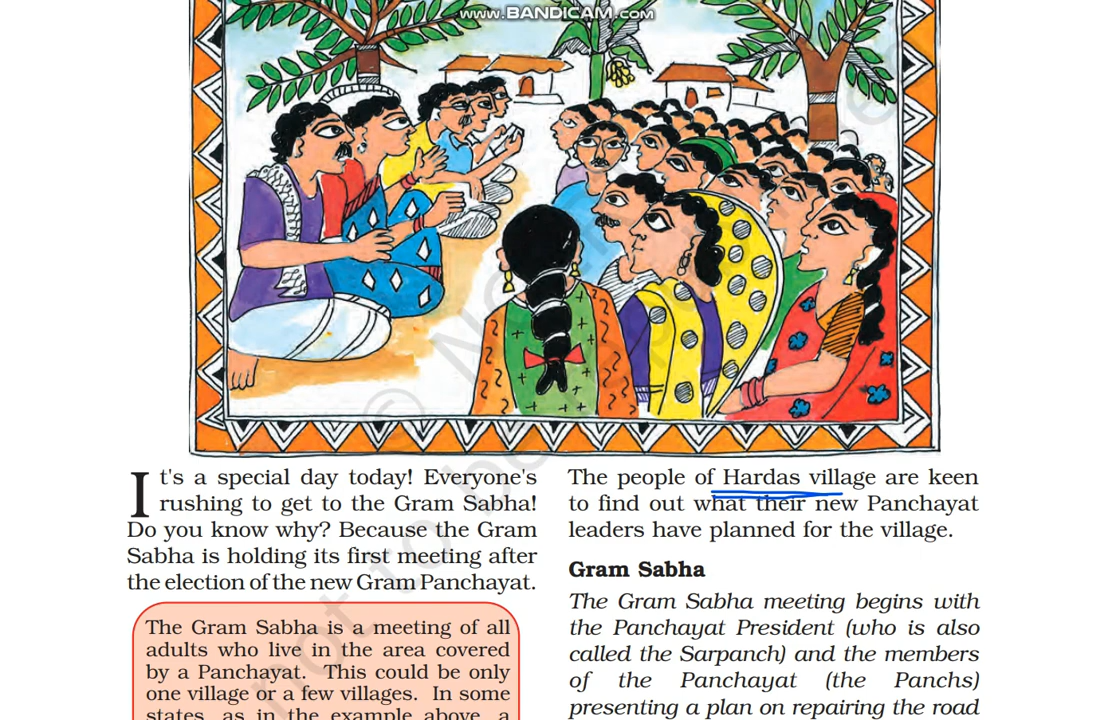 www.BANDICAM.com
It's a special day today! Everyone's
rushing to get to the Gram Sabha!
Do you know why? Because the Gram
Sabha is holding its first meeting after
the election of the new Gram Panchayat.
The Gram Sabha is a meeting of all
adults who live in the area covered
by a Panchayat. This could be only
one village or a few villages. In some
states, as in the example above, a
The people of Hardas village are keen
to find out what their new Panchayat
leaders have planned for the village.
Gram Sabha
The Gram Sabha meeting begins with
the Panchayat President (who is also
called the Sarpanch) and the members
of the Panchayat (the Panchs)
presenting a plan on repairing the road